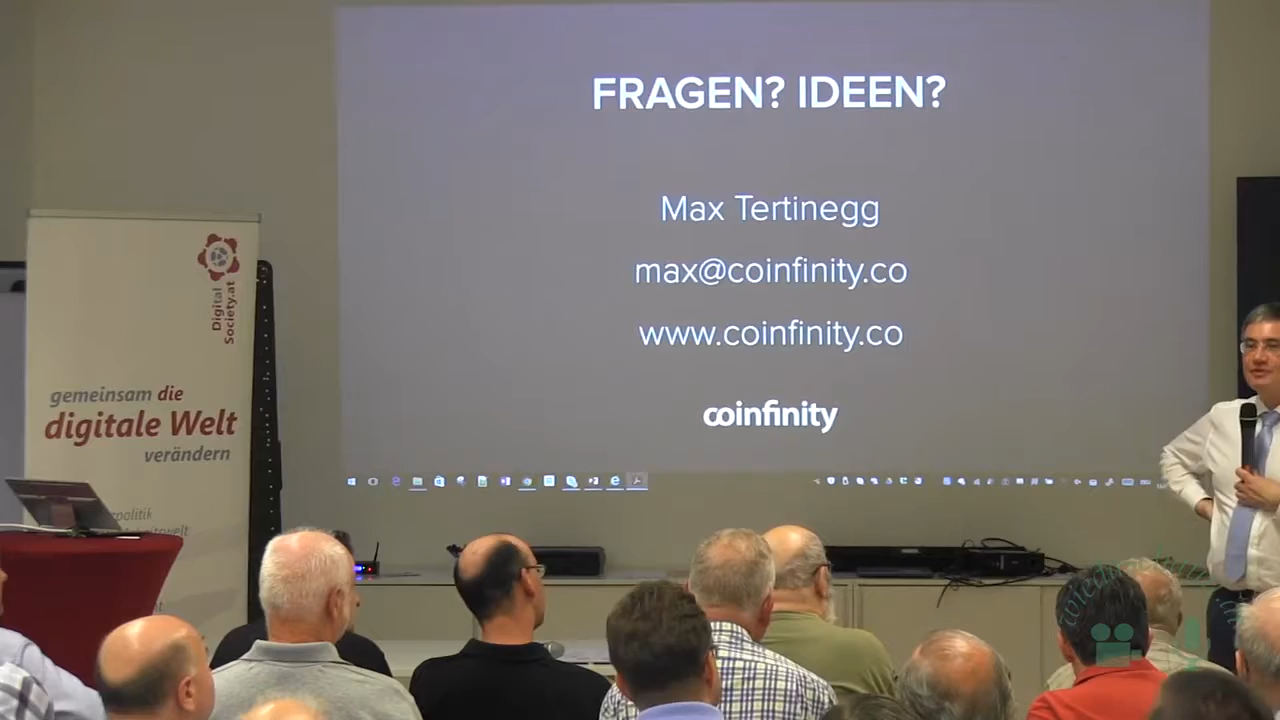 FRAGEN? IDEEN?
Max Tertinegg
max@coinfinity.co
www.coinfinity.co
coinfinity
Digital
Society.at
gemeinsam die
digitale Welt
verändern